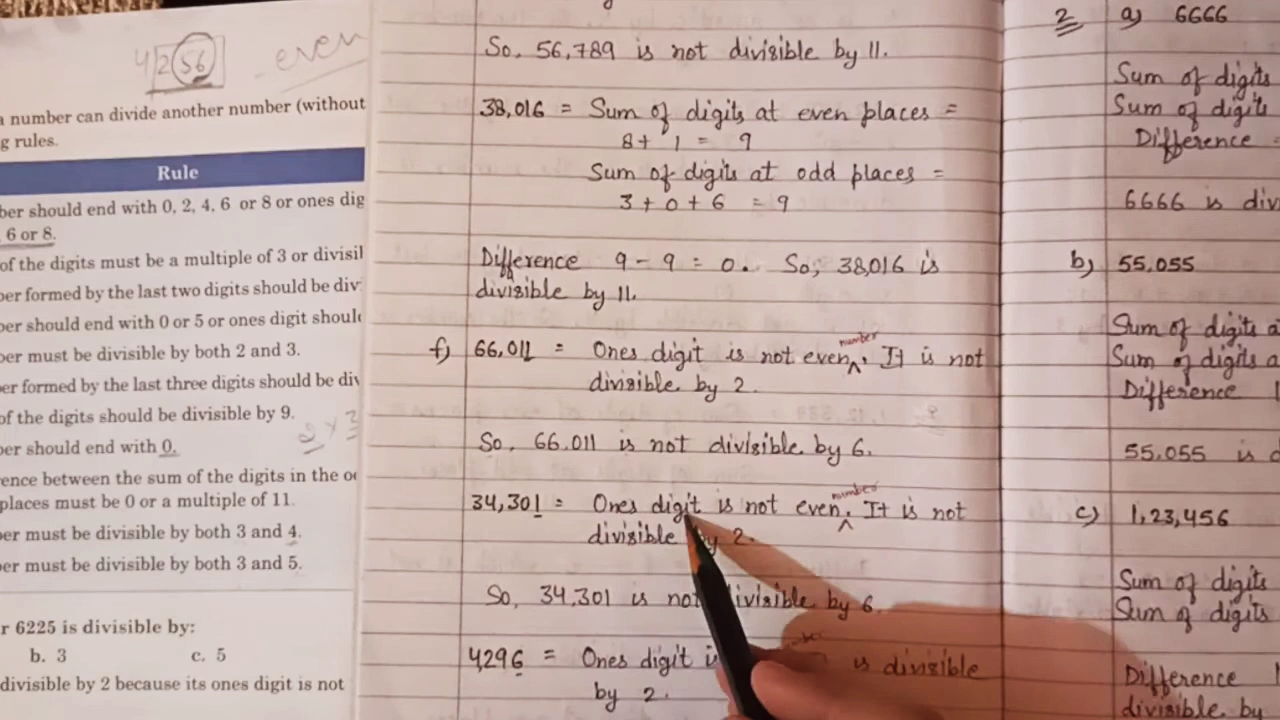 4 2 56
even
a number can divide another number (without
g rules.
Rule
ber should end with 0, 2, 4, 6 or 8 or ones dig
6 or 8.
of the digits must be a multiple of 3 or divisil
ber formed by the last two digits should be div
ber should end with 0 or 5 or ones digit should
ber must be divisible by both 2 and 3.
ber formed by the last three digits should be div
of the digits should be divisible by 9.
2 x 3
ber should end with 0.
rence between the sum of the digits in the o
places must be 0 or a multiple of 11.
ber must be divisible by both 3 and 4.
ber must be divisible by both 3 and 5.
r 6225 is divisible by:
b. 3 c. 5
divisible by 2 because its ones digit is not
So, 56,789 is not divisible by 11.
38,016 = Sum of digits at even places =
8+ 1 = 9
Sum of digits at odd places =
3 + 0 + 6 = 9
Difference 9 - 9 = 0. So, 38,016 is
divisible by 11.
f) 66,011 = Ones digit is not even number. It is not
divisible by 2.
So, 66.011 is not divisible by 6.
34,301 = Ones digit is not even number. It is not
divisible by 2.
So, 34,301 is not divisible by 6.
4,296 = Ones digit is divisible
by 2.
2 a) 6666
Sum of digits
Sum of digits
Difference
6666 is div
b) 55,055
Sum of digits a
Sum of digits a
Difference
55,055 is d
c) 1,23,456
Sum of digits
Sum of digits
Difference
divisible by